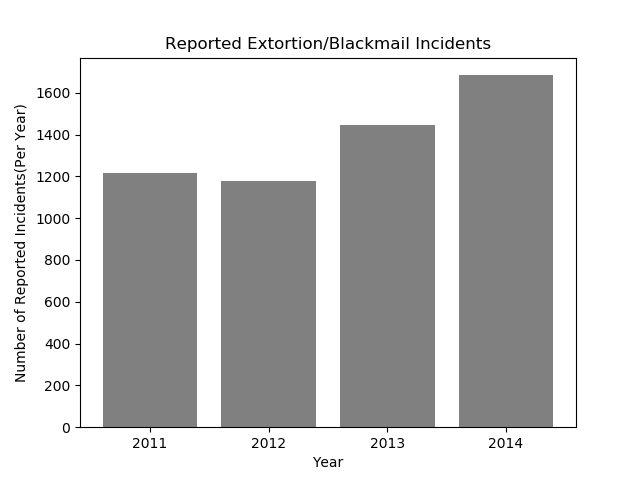 Reported Extortion/Blackmail Incidents
Number of Reported Incidents(Per Year)
1600
1400
1200
1000
800
600
400
200
0
2011 2012 2013 2014
Year